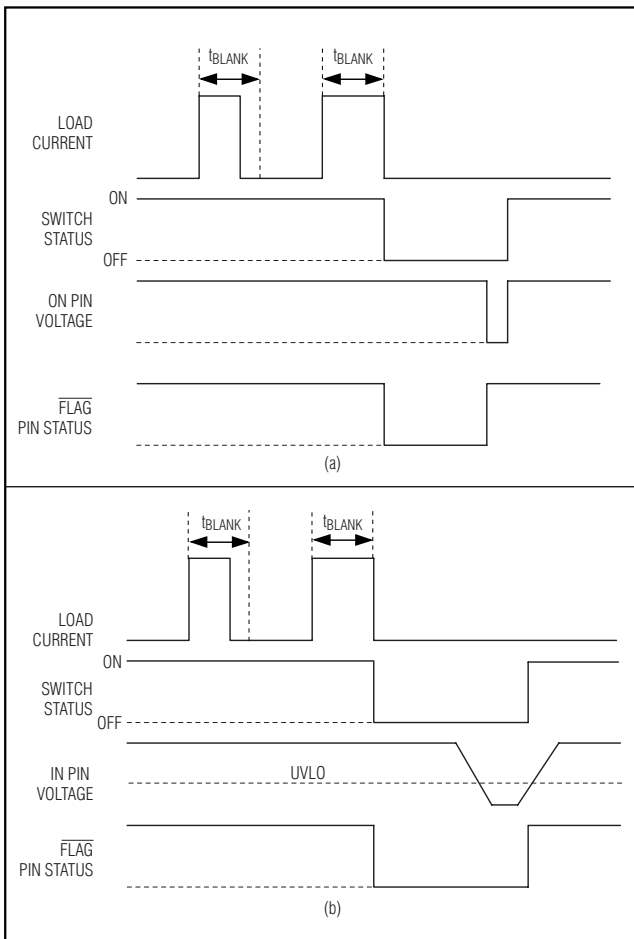 tBLANK tBLANK
LOAD
CURRENT
ON
SWITCH
STATUS
OFF
ON PIN
VOLTAGE
FLAG
PIN STATUS
(a)
tBLANK tBLANK
LOAD
CURRENT
ON
SWITCH
STATUS
OFF
UVLO
IN PIN
VOLTAGE
FLAG
PIN STATUS
(b)